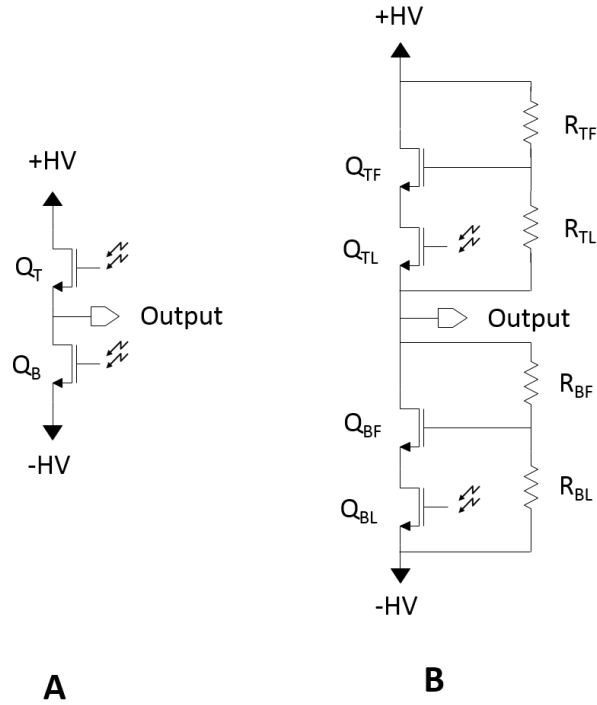 +HV
Q_T
Output
Q_B
-HV
A
+HV
R_TF
Q_TF
R_TL
Q_TL
Output
R_BF
Q_BF
R_BL
Q_BL
-HV
B